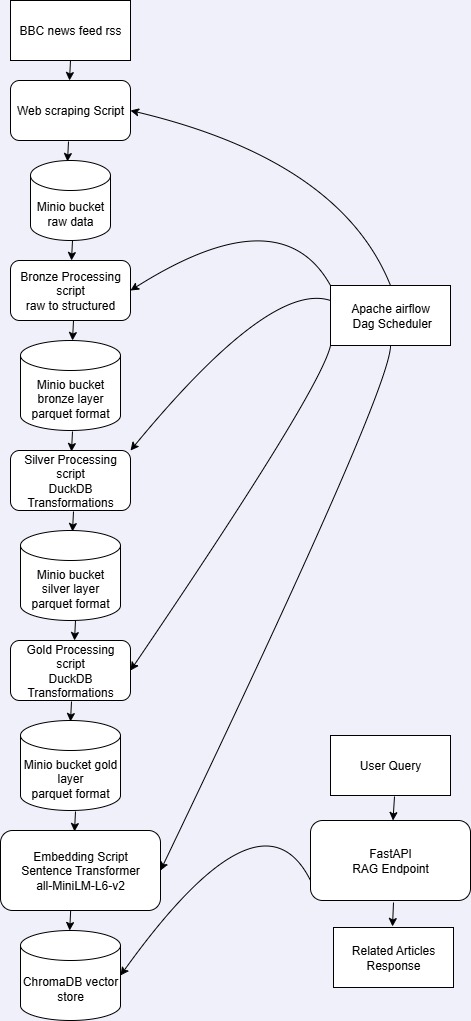 BBC news feed rss
Web scraping Script
Minio bucket
raw data
Bronze Processing
script
raw to structured
Apache airflow
Dag Scheduler
Minio bucket
bronze layer
parquet format
Silver Processing
script
DuckDB
Transformations
Minio bucket
silver layer
parquet format
Gold Processing
script
DuckDB
Transformations
Minio bucket gold
layer
parquet format
User Query
Embedding Script
Sentence Transformer
all-MiniLM-L6-v2
FastAPI
RAG Endpoint
ChromaDB vector
store
Related Articles
Response